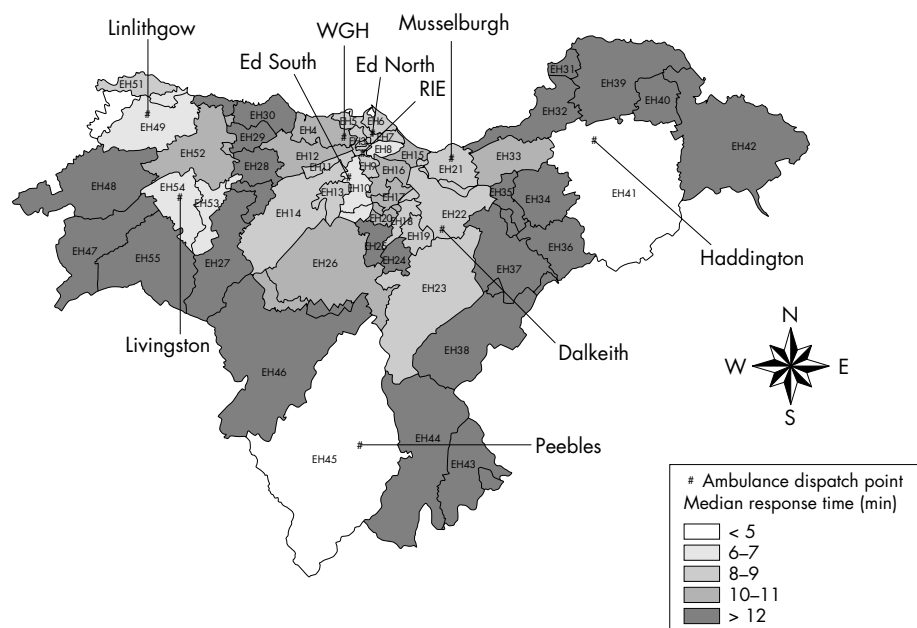 Linlithgow
WGH
Musselburgh
Ed South
Ed North
RIE
EH51
EH49
EH30
EH29
EH4
EH5
EH6
EH7
EH8
EH31
EH39
EH40
EH32
EH42
EH52
EH28
EH12
EH11
EH9
EH15
EH16
EH21
EH33
EH48
EH54
EH53
EH10
EH13
EH14
EH17
EH20
EH18
EH19
EH22
EH35
EH34
EH41
EH47
EH55
EH27
EH26
EH25
EH24
EH36
EH37
EH23
EH38
Haddington
Livingston
Dalkeith
EH46
EH45
EH44
EH43
Peebles
N
W
E
S
# Ambulance dispatch point
Median response time (min)
< 5
6–7
8–9
10–11
> 12